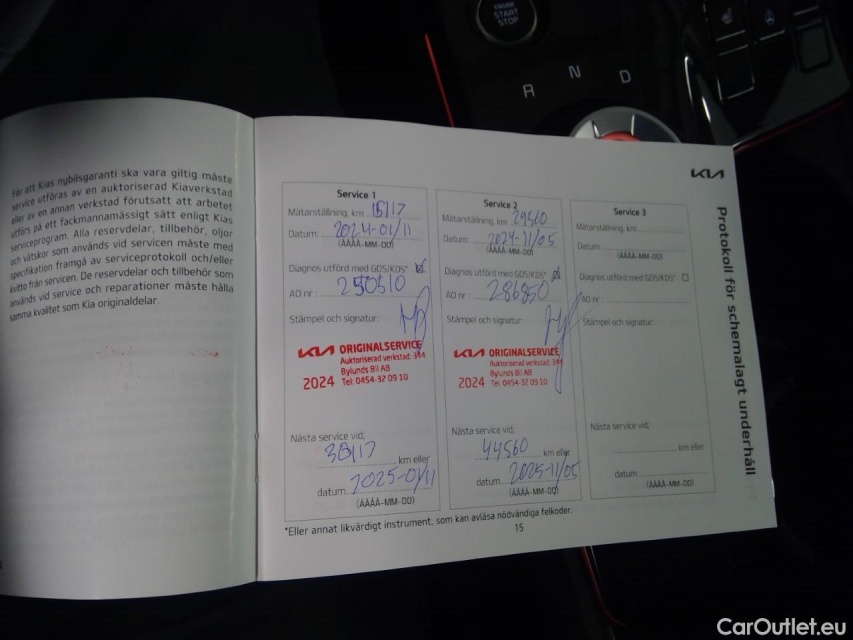 ENGINE
START
STOP
R N D
För att Kias nybilsgaranti ska vara giltig måste
service utföras av en auktoriserad Kiaverkstad
eller av en annan verkstad förutsatt att arbetet
utförs på ett fackmannamässigt sätt enligt Kias
serviceprogram. Alla reservdelar, tillbehör, oljor
och vätskor som används vid servicen måste med
specifikation framgå av serviceprotokoll och/eller
kvitto från servicen. De reservdelar och tillbehör som
används vid service och reparationer måste hålla
samma kvalitet som Kia originaldelar.
KIA
Protokoll för schemalagt underhåll
Service 1
Mätarställning, km 15117
Datum: 2024-01/11
(ÅÅÅÅ-MM-DD)
Diagnos utförd med GDS/KDS*
AO nr: 250510
Stämpel och signatur:
KIA ORIGINALSERVICE
Auktoriserad verkstad: 344
Bylunds Bil AB
2024 Tel: 0454-32 09 10
Nästa service vid:
30117 km eller
datum 2025-01/11
(ÅÅÅÅ-MM-DD)
Service 2
Mätarställning, km 29560
Datum: 2024-11/05
(ÅÅÅÅ-MM-DD)
Diagnos utförd med GDS/KDS*
AO nr: 286850
Stämpel och signatur:
KIA ORIGINALSERVICE
Auktoriserad verkstad:
Bylunds Bil AB
2024 Tel: 0454-32 09 10
Nästa service vid:
44560 km eller
datum 2025-11/05
(ÅÅÅÅ-MM-DD)
Service 3
Mätarställning, km
Datum:
(ÅÅÅÅ-MM-DD)
Diagnos utförd med GDS/KDS*
AO nr:
Stämpel och signatur:
Nästa service vid:
km eller
datum
(ÅÅÅÅ-MM-DD)
*Eller annat likvärdigt instrument, som kan avläsa nödvändiga felkoder.
15
CarOutlet.eu